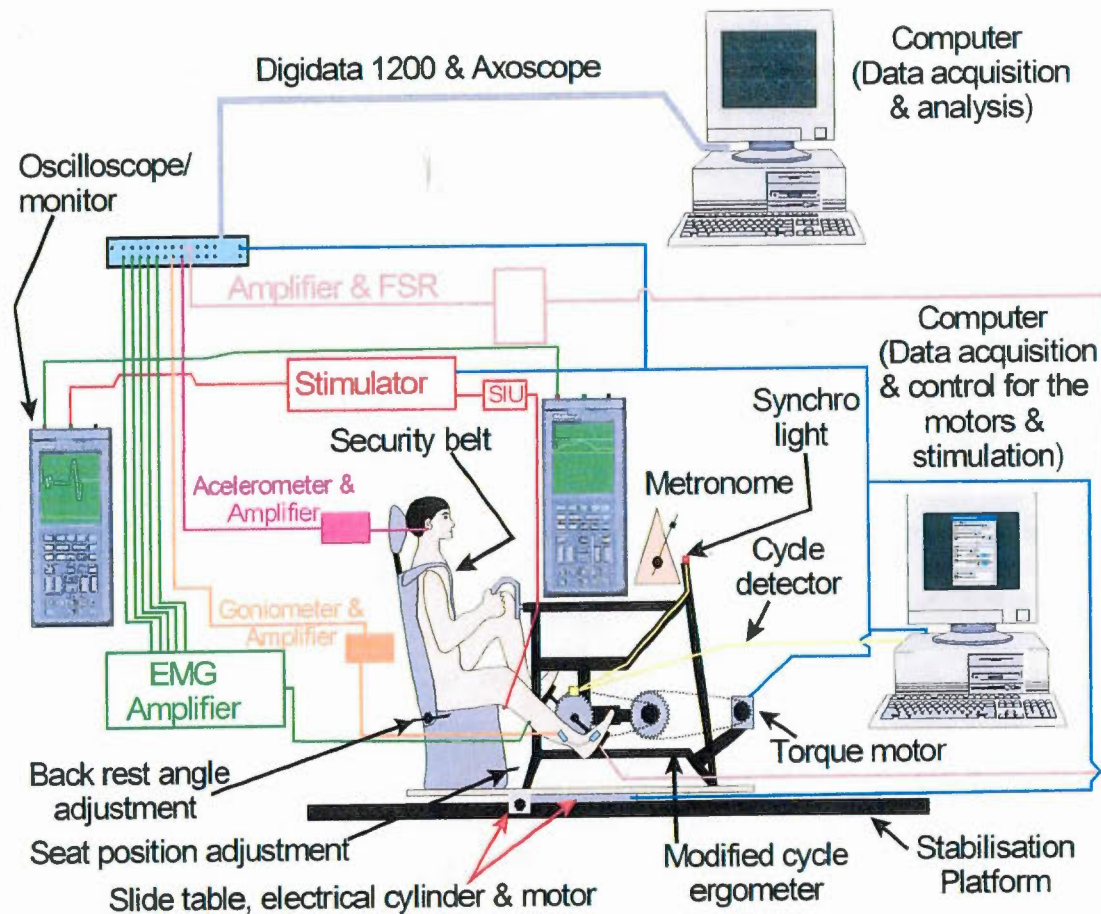 Computer
(Data acquisition
& analysis)
Digidata 1200 & Axoscope
Oscilloscope/
monitor
Amplifier & FSR
Computer
(Data acquisition
& control for the
motors &
stimulation)
Stimulator
SIU
Synchro
light
Security belt
Metronome
Acelerometer &
Amplifier
Cycle
detector
Goniometer &
Amplifier
EMG
Amplifier
Torque motor
Back rest angle
adjustment
Seat position adjustment
Modified cycle
ergometer
Stabilisation
Platform
Slide table, electrical cylinder & motor